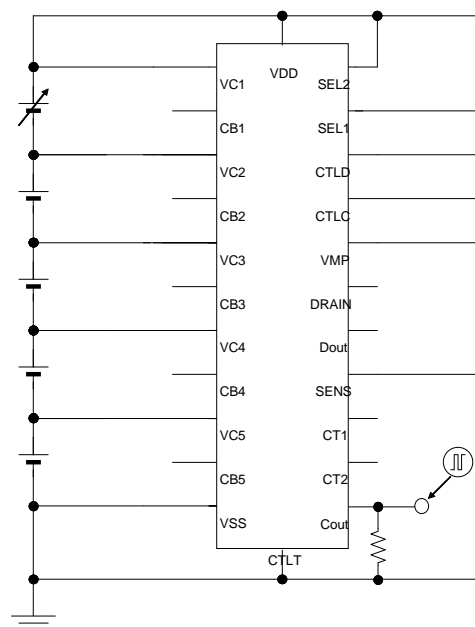 VDD
VC1 SEL2
CB1 SEL1
VC2 CTLD
CB2 CTLC
VC3 VMP
CB3 DRAIN
VC4 Dout
CB4 SENS
VC5 CT1
CB5 CT2
VSS Cout
CTLT